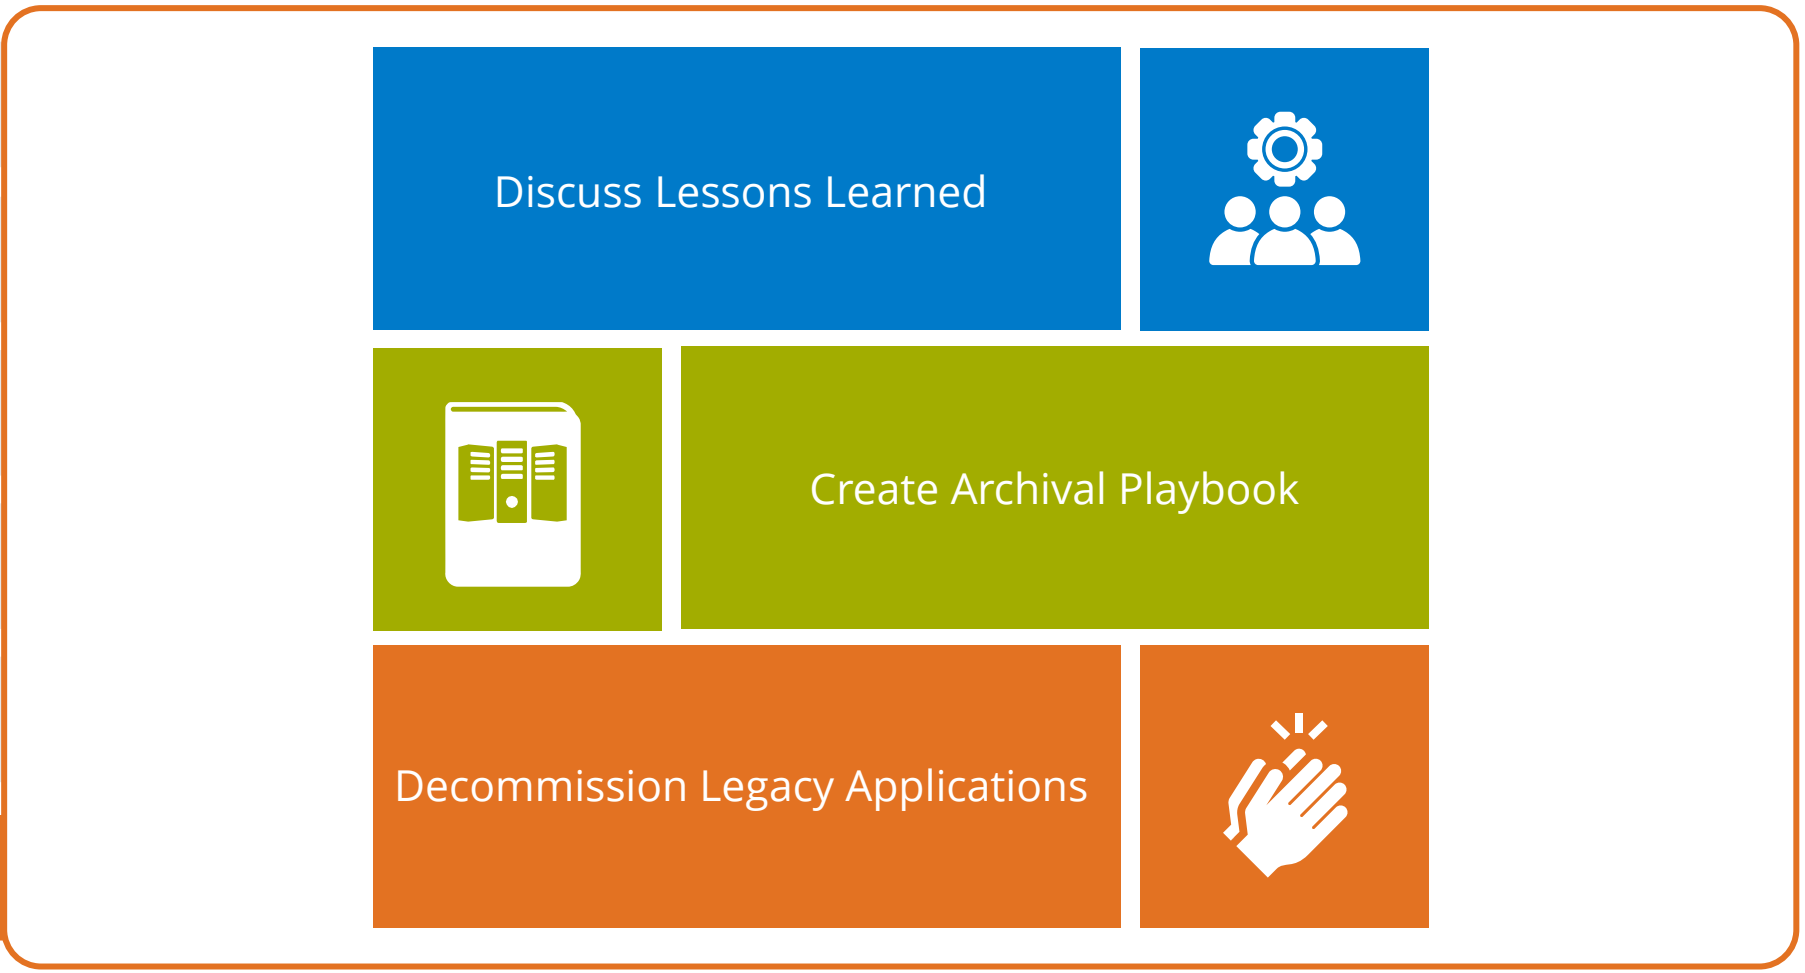 Discuss Lessons Learned
Create Archival Playbook
Decommission Legacy Applications